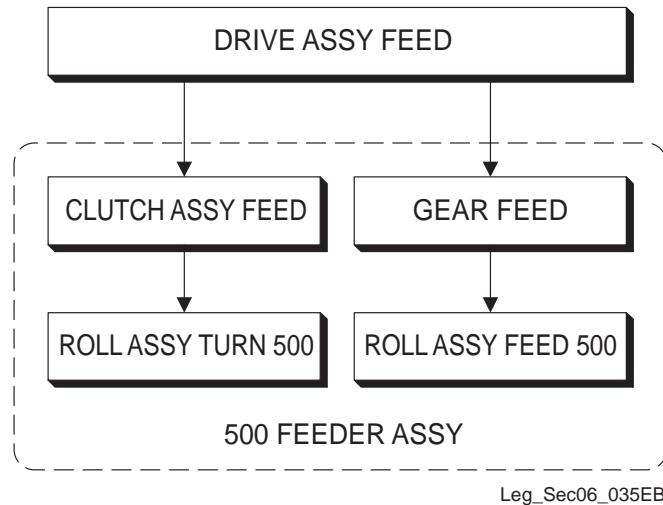 DRIVE ASSY FEED
CLUTCH ASSY FEED
GEAR FEED
ROLL ASSY TURN 500
ROLL ASSY FEED 500
500 FEEDER ASSY
Leg_Sec06_035EB